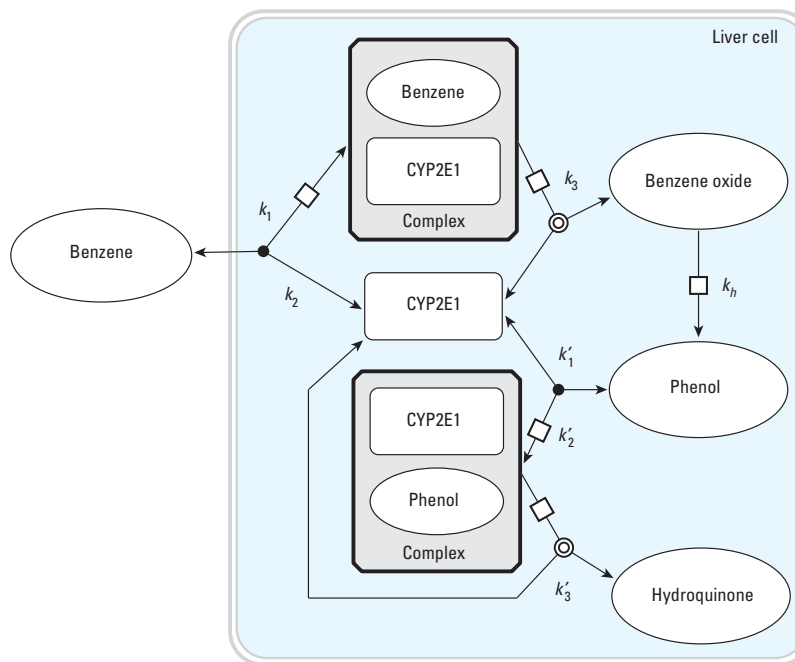 Liver cell
Benzene
CYP2E1
Complex
k₁
k₃
Benzene oxide
Benzene
k₂
CYP2E1
kₕ
k′₁
Phenol
CYP2E1
k′₂
Phenol
Complex
k′₃
Hydroquinone